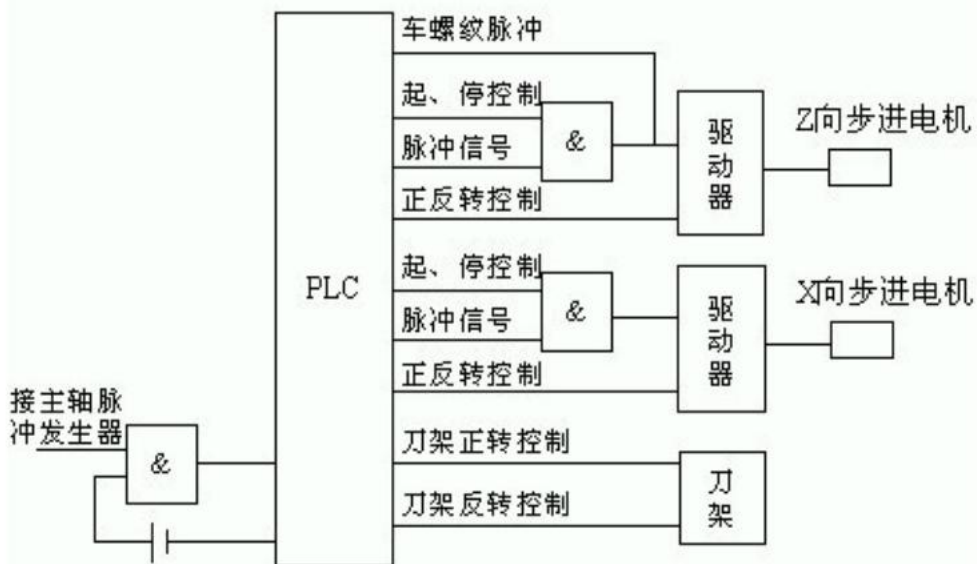 车螺纹脉冲
起、停控制
脉冲信号
&
正反转控制
驱
动
器
Z向步进电机
PLC
起、停控制
脉冲信号
&
正反转控制
驱
动
器
X向步进电机
接主轴脉
冲发生器
&
刀架正转控制
刀架反转控制
刀
架